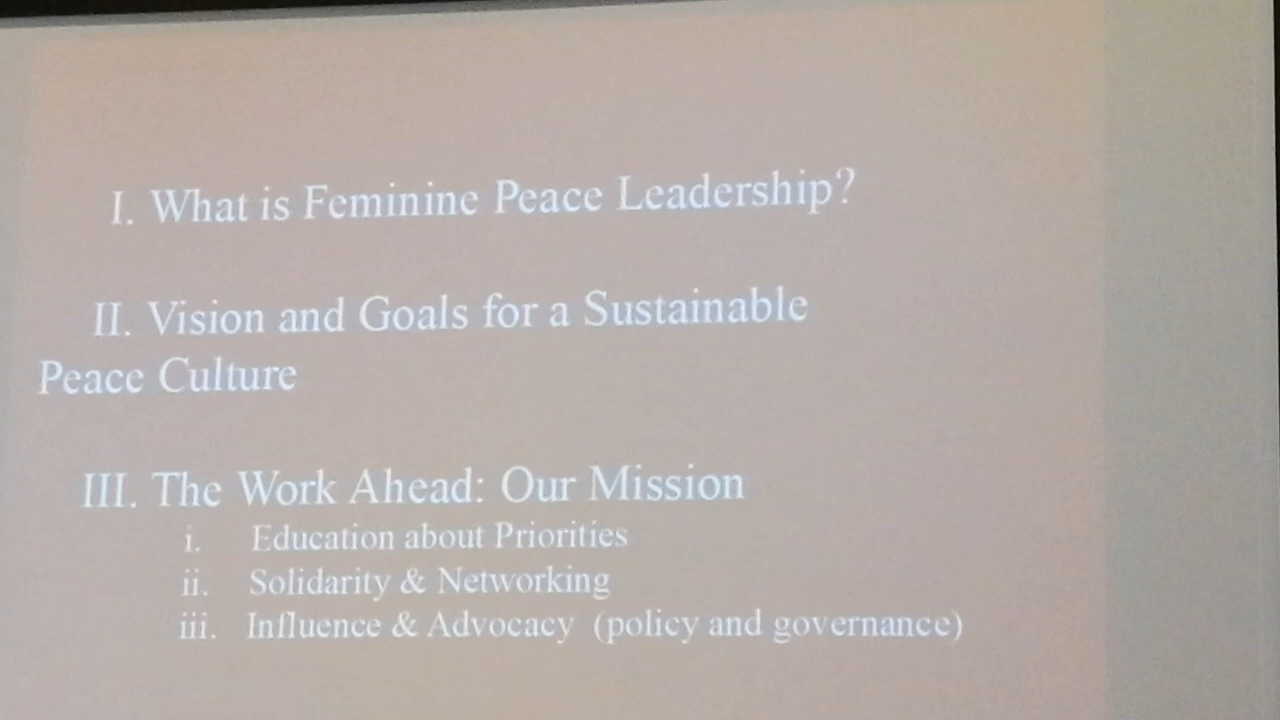 I. What is Feminine Peace Leadership?
II. Vision and Goals for a Sustainable
Peace Culture
III. The Work Ahead: Our Mission
i. Education about Priorities
ii. Solidarity & Networking
iii. Influence & Advocacy (policy and governance)